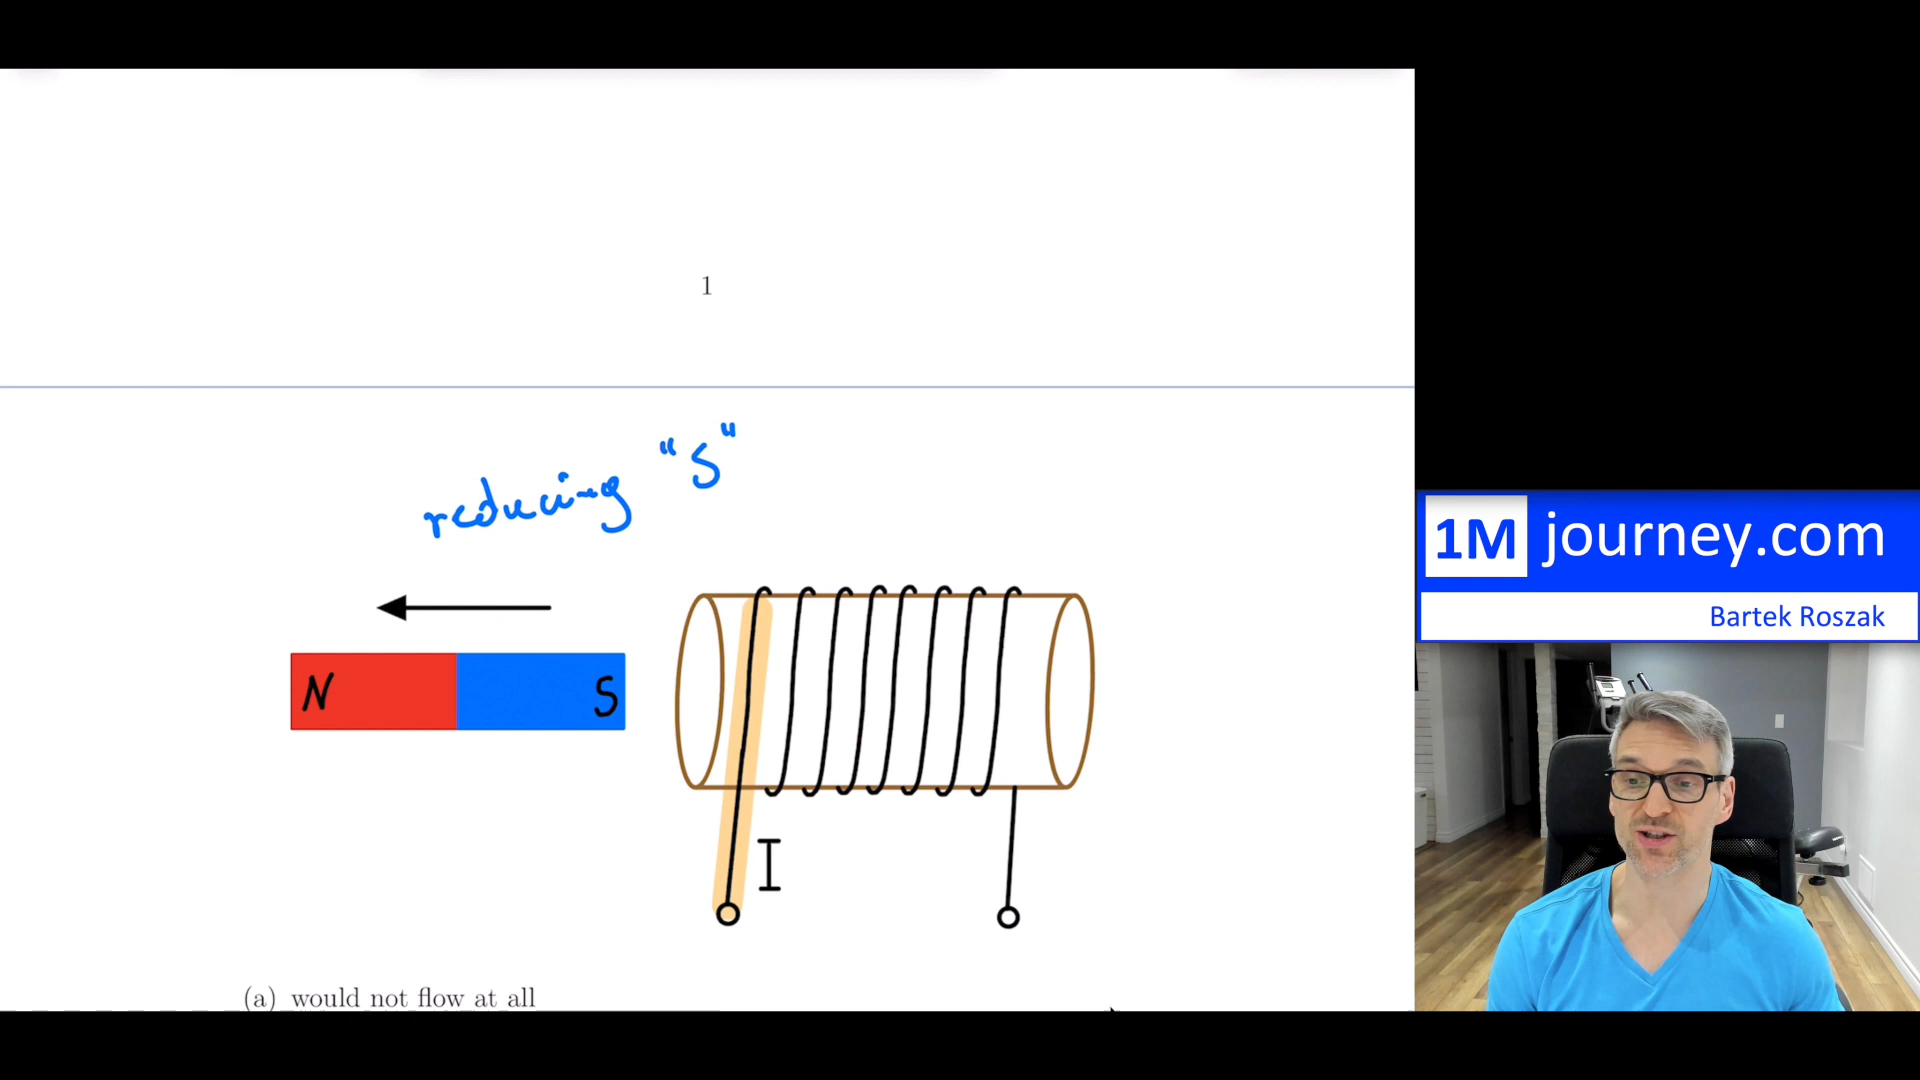 1
reducing "S"
N S
I
(a) would not flow at all
1M journey.com
Bartek Roszak